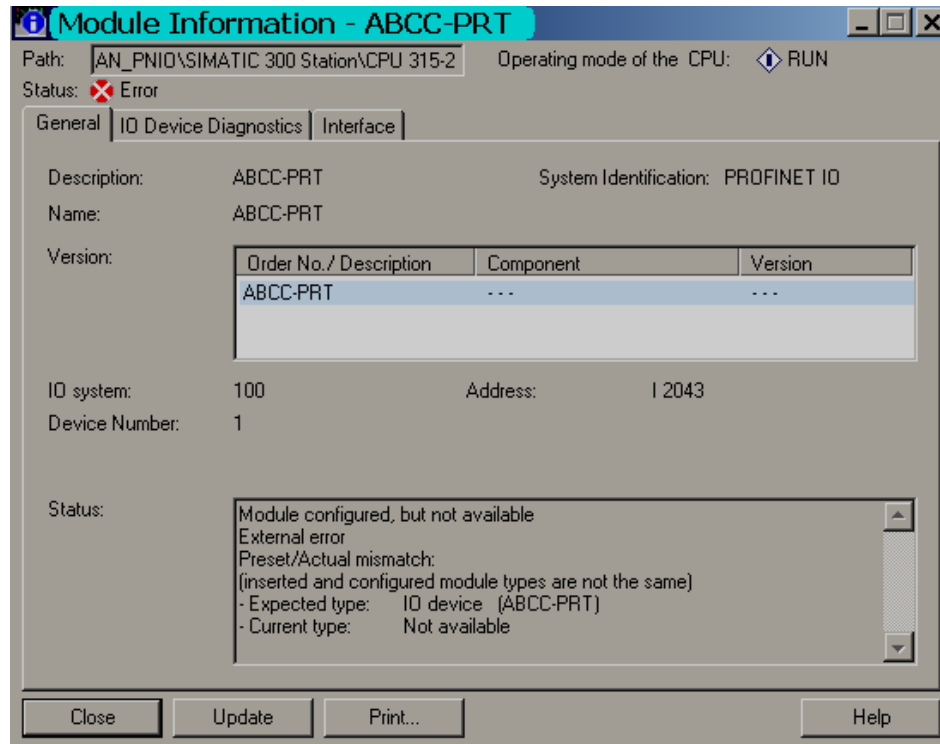 Module Information - ABCC-PRT
Path: AN_PNIO\SIMATIC 300 Station\CPU 315-2 Operating mode of the CPU: RUN
Status: Error
General IO Device Diagnostics Interface
Description: ABCC-PRT System Identification: PROFINET IO
Name: ABCC-PRT
Version: Order No./ Description Component Version
ABCC-PRT - - - - - -
IO system: 100 Address: I 2043
Device Number: 1
Status: Module configured, but not available
External error
Preset/Actual mismatch:
(inserted and configured module types are not the same)
- Expected type: IO device (ABCC-PRT)
- Current type: Not available
Close Update Print... Help